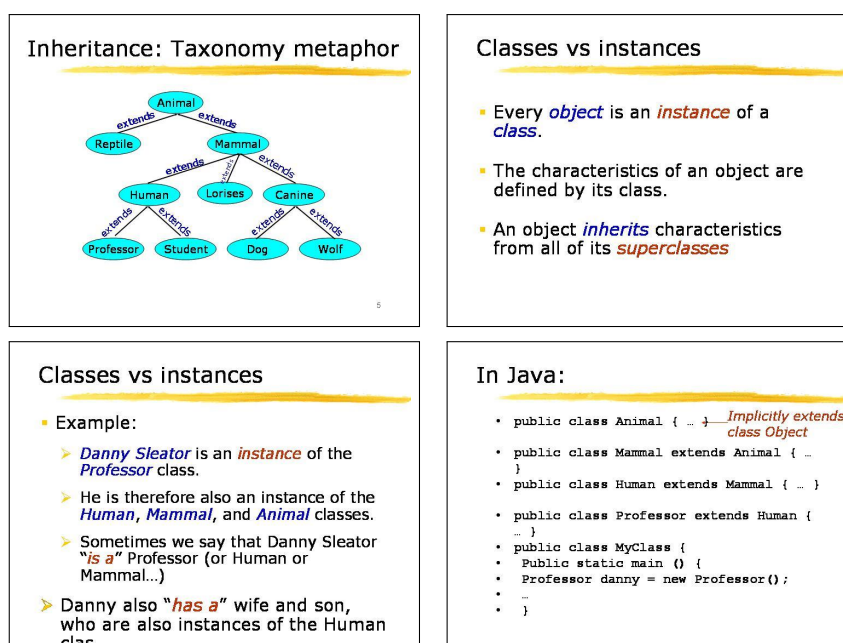 Inheritance: Taxonomy metaphor
Animal
extends extends
Reptile Mammal
extends extends extends
Human Lorises Canine
extends extends extends extends
Professor Student Dog Wolf
5
Classes vs instances
Every object is an instance of a
class.
The characteristics of an object are
defined by its class.
An object inherits characteristics
from all of its superclasses
Classes vs instances
Example:
Danny Sleator is an instance of the
Professor class.
He is therefore also an instance of the
Human, Mammal, and Animal classes.
Sometimes we say that Danny Sleator
"is a" Professor (or Human or
Mammal…)
Danny also "has a" wife and son,
who are also instances of the Human
In Java:
• public class Animal { … }
Implicitly extends
class Object
• public class Mammal extends Animal { …
}
• public class Human extends Mammal { … }
• public class Professor extends Human {
… }
• public class MyClass {
• Public static main () {
• Professor danny = new Professor();
• …
• }